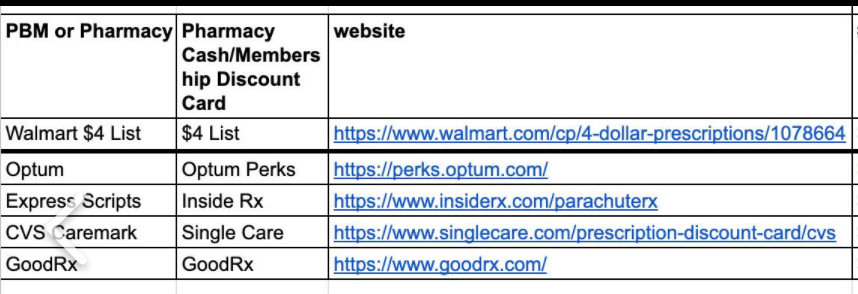 PBM or Pharmacy Pharmacy website
Cash/Members
hip Discount
Card
Walmart $4 List $4 List https://www.walmart.com/cp/4-dollar-prescriptions/1078664
Optum Optum Perks https://perks.optum.com/
Express Scripts Inside Rx https://www.insiderx.com/parachuterx
CVS Caremark Single Care https://www.singlecare.com/prescription-discount-card/cvs
GoodRx GoodRx https://www.goodrx.com/